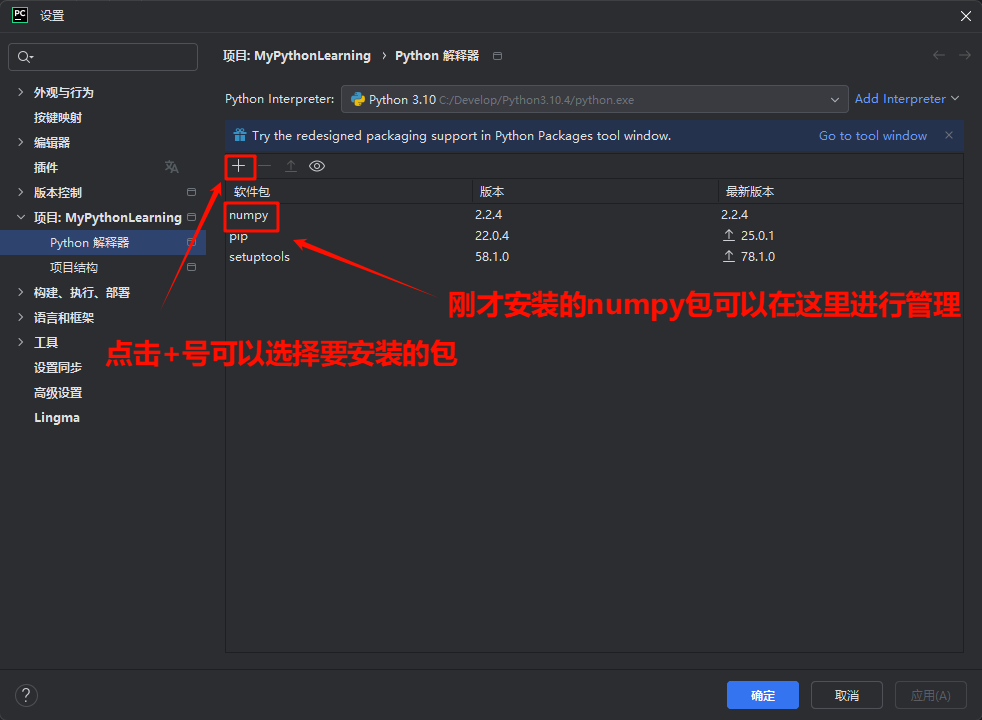 PC 设置
项目: MyPythonLearning › Python 解释器
外观与行为
按键映射
编辑器
插件
版本控制
项目: MyPythonLearning
Python 解释器
项目结构
构建、执行、部署
语言和框架
工具
设置同步
高级设置
Lingma
Python Interpreter: Python 3.10 C:/Develop/Python3.10.4/python.exe Add Interpreter
Try the redesigned packaging support in Python Packages tool window. Go to tool window
软件包 版本 最新版本
numpy 2.2.4 2.2.4
pip 22.0.4 25.0.1
setuptools 58.1.0 78.1.0
刚才安装的numpy包可以在这里进行管理
点击+号可以选择要安装的包
? 确定 取消 应用(A)